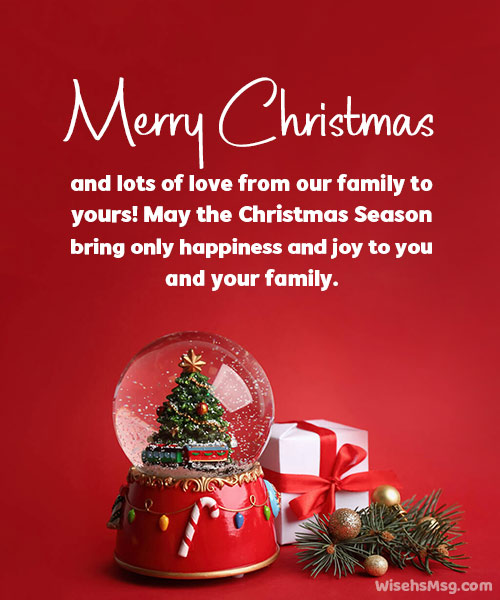 Merry Christmas
and lots of love from our family to
yours! May the Christmas Season
bring only happiness and joy to you
and your family.
WisehsMsg.com